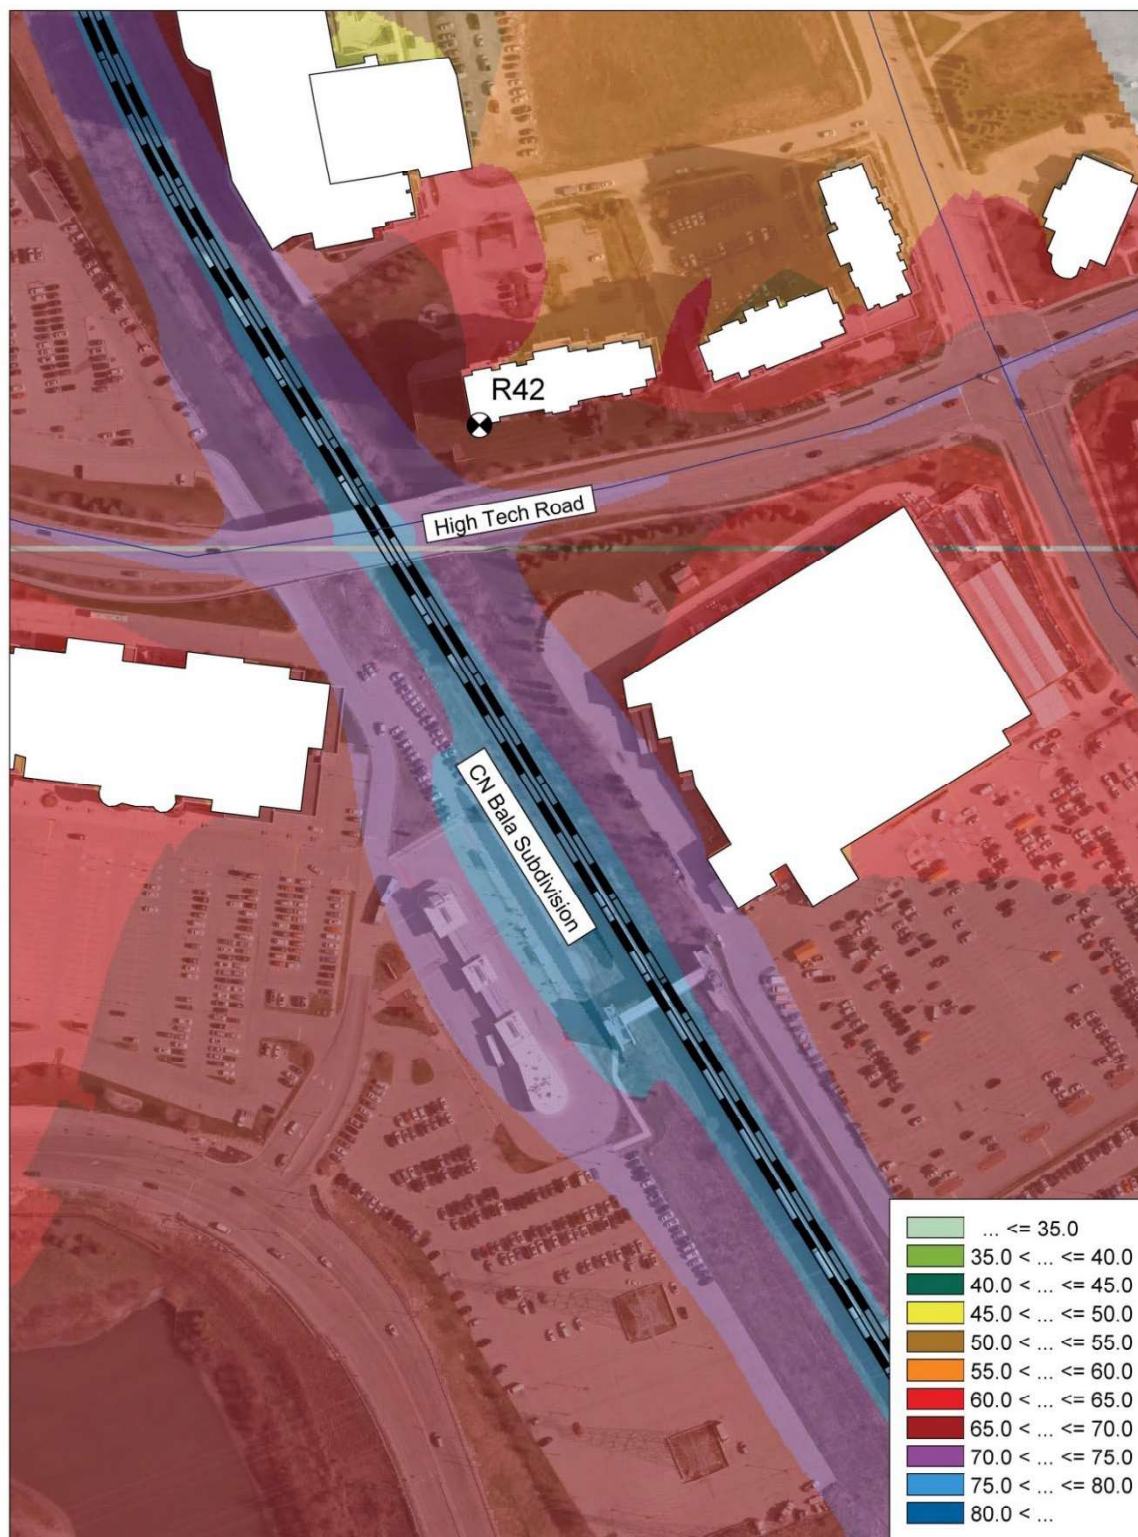 R42
High Tech Road
CN Bala Subdivision
... <= 35.0
35.0 < ... <= 40.0
40.0 < ... <= 45.0
45.0 < ... <= 50.0
50.0 < ... <= 55.0
55.0 < ... <= 60.0
60.0 < ... <= 65.0
65.0 < ... <= 70.0
70.0 < ... <= 75.0
75.0 < ... <= 80.0
80.0 < ...